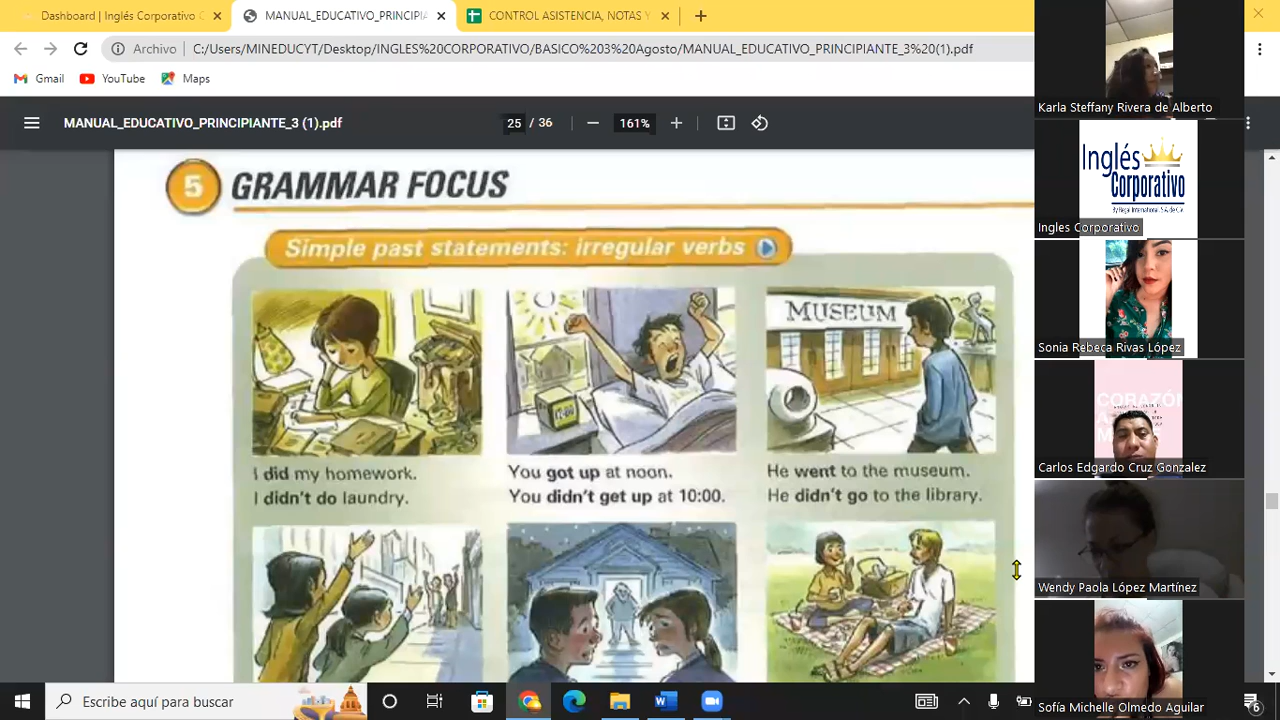 Dashboard | Inglés Corporativo C
MANUAL_EDUCATIVO_PRINCIPIA
CONTROL ASISTENCIA, NOTAS Y
Archivo
C:/Users/MINEDUCYT/Desktop/INGLES%20CORPORATIVO/BASICO%203%20Agosto/MANUAL_EDUCATIVO_PRINCIPIANTE_3%20(1).pdf
Gmail
YouTube
Maps
MANUAL_EDUCATIVO_PRINCIPIANTE_3 (1).pdf
25 / 36
161%
5 GRAMMAR FOCUS
Simple past statements: irregular verbs
MUSEUM
I did my homework.
I didn't do laundry.
You got up at noon.
You didn't get up at 10:00.
He went to the museum.
He didn't go to the library.
Karla Steffany Rivera de Alberto
Inglés
Corporativo
Ingles Corporativo
Sonia Rebeca Rivas López
Carlos Edgardo Cruz Gonzalez
Wendy Paola López Martínez
Sofía Michelle Olmedo Aguilar
Escribe aquí para buscar
6